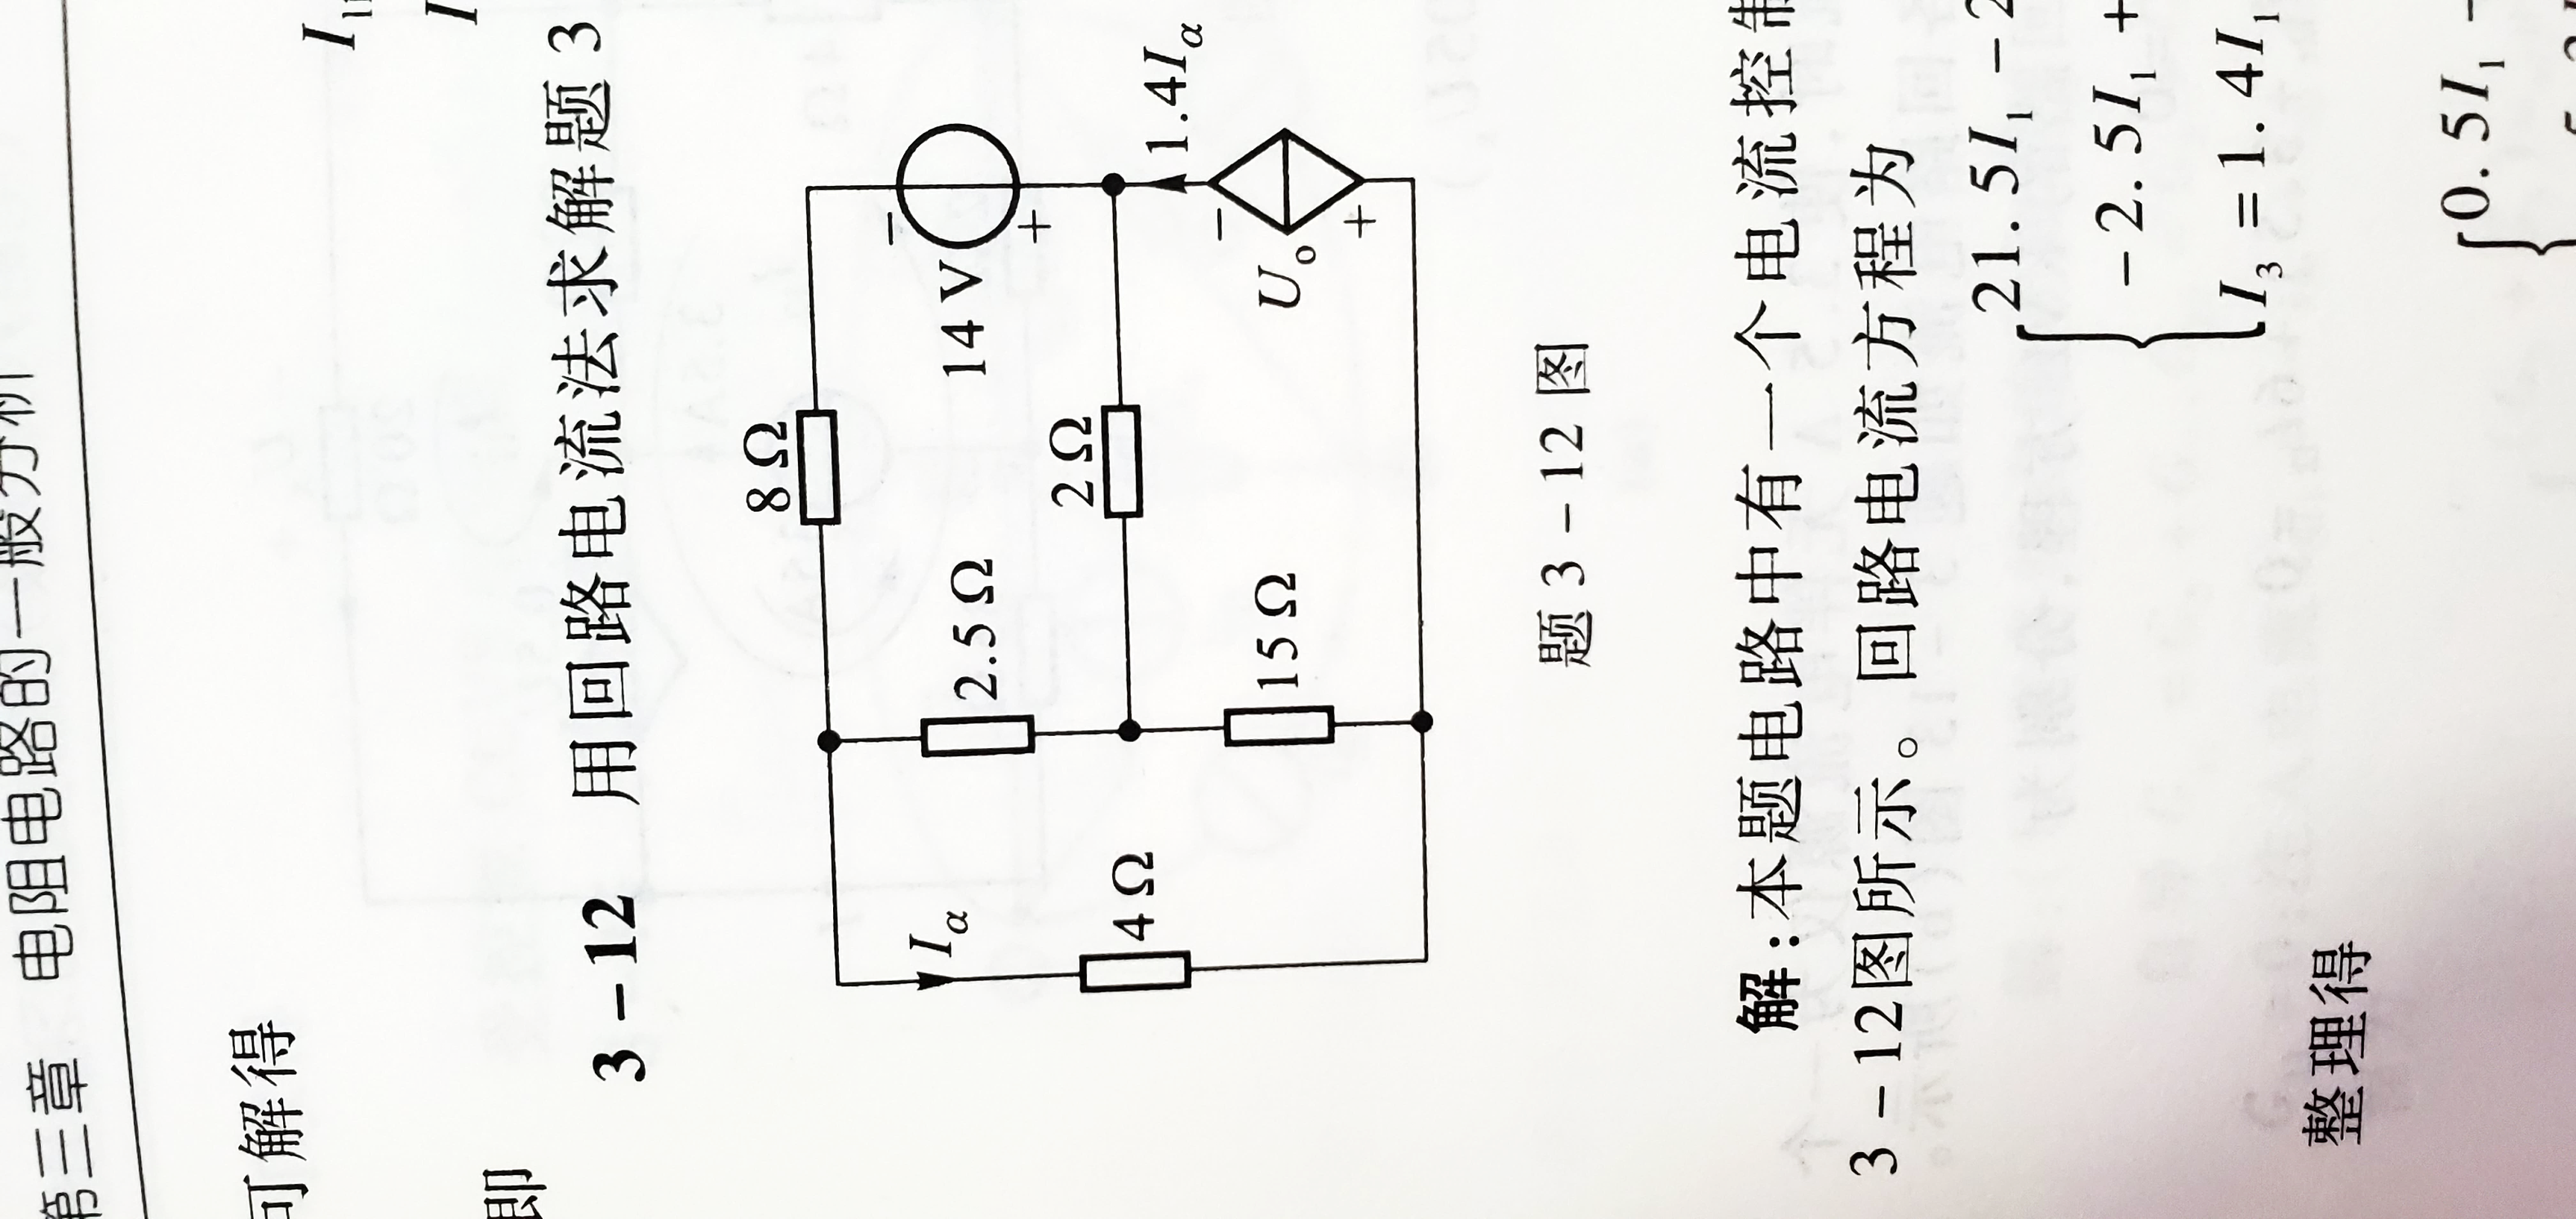 第三章 电阻电路的一般分析
可解得
则
3-12 用回路电流法求解题3
8Ω
−
2.5Ω
14 V
+
Iα
2Ω
4Ω
1.4Iα
−
15Ω
Uo
+
题 3-12 图
解:本题电路中有一个电流控制
3-12图所示。回路电流方程为
21.5I1-2
-2.5I1+
I3=1.4I1
整理得
0.5I1